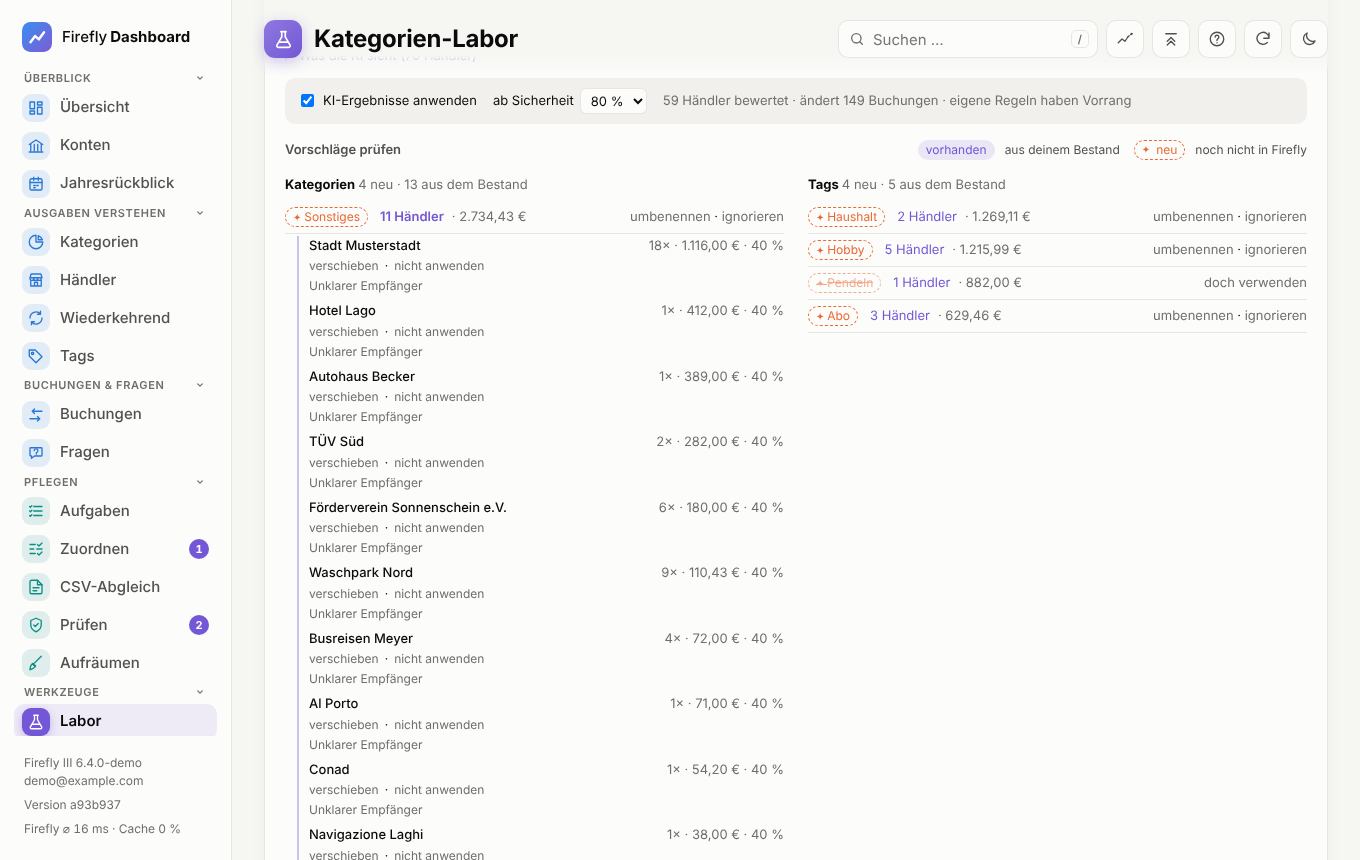 Firefly Dashboard
ÜBERBLICK
Übersicht
Konten
Jahresrückblick
AUSGABEN VERSTEHEN
Kategorien
Händler
Wiederkehrend
Tags
BUCHUNGEN & FRAGEN
Buchungen
Fragen
PFLEGEN
Aufgaben
Zuordnen 1
CSV-Abgleich
Prüfen 2
Aufräumen
WERKZEUGE
Labor
Firefly III 6.4.0-demo
demo@example.com
Version a93b937
Firefly ⌀ 16 ms · Cache 0 %
Kategorien-Labor
Suchen ... /
KI-Ergebnisse anwenden ab Sicherheit 80 % 59 Händler bewertet · ändert 149 Buchungen · eigene Regeln haben Vorrang
Vorschläge prüfen vorhanden aus deinem Bestand + neu noch nicht in Firefly
Kategorien 4 neu · 13 aus dem Bestand
+ Sonstiges 11 Händler · 2.734,43 € umbenennen · ignorieren
Stadt Musterstadt 18× · 1.116,00 € · 40 %
verschieben · nicht anwenden
Unklarer Empfänger
Hotel Lago 1× · 412,00 € · 40 %
verschieben · nicht anwenden
Unklarer Empfänger
Autohaus Becker 1× · 389,00 € · 40 %
verschieben · nicht anwenden
Unklarer Empfänger
TÜV Süd 2× · 282,00 € · 40 %
verschieben · nicht anwenden
Unklarer Empfänger
Förderverein Sonnenschein e.V. 6× · 180,00 € · 40 %
verschieben · nicht anwenden
Unklarer Empfänger
Waschpark Nord 9× · 110,43 € · 40 %
verschieben · nicht anwenden
Unklarer Empfänger
Busreisen Meyer 4× · 72,00 € · 40 %
verschieben · nicht anwenden
Unklarer Empfänger
Al Porto 1× · 71,00 € · 40 %
verschieben · nicht anwenden
Unklarer Empfänger
Conad 1× · 54,20 € · 40 %
verschieben · nicht anwenden
Unklarer Empfänger
Navigazione Laghi 1× · 38,00 € · 40 %
verschieben · nicht anwenden
Tags 4 neu · 5 aus dem Bestand
+ Haushalt 2 Händler · 1.269,11 € umbenennen · ignorieren
+ Hobby 5 Händler · 1.215,99 € umbenennen · ignorieren
+ Pendeln 1 Händler · 882,00 € doch verwenden
+ Abo 3 Händler · 629,46 € umbenennen · ignorieren